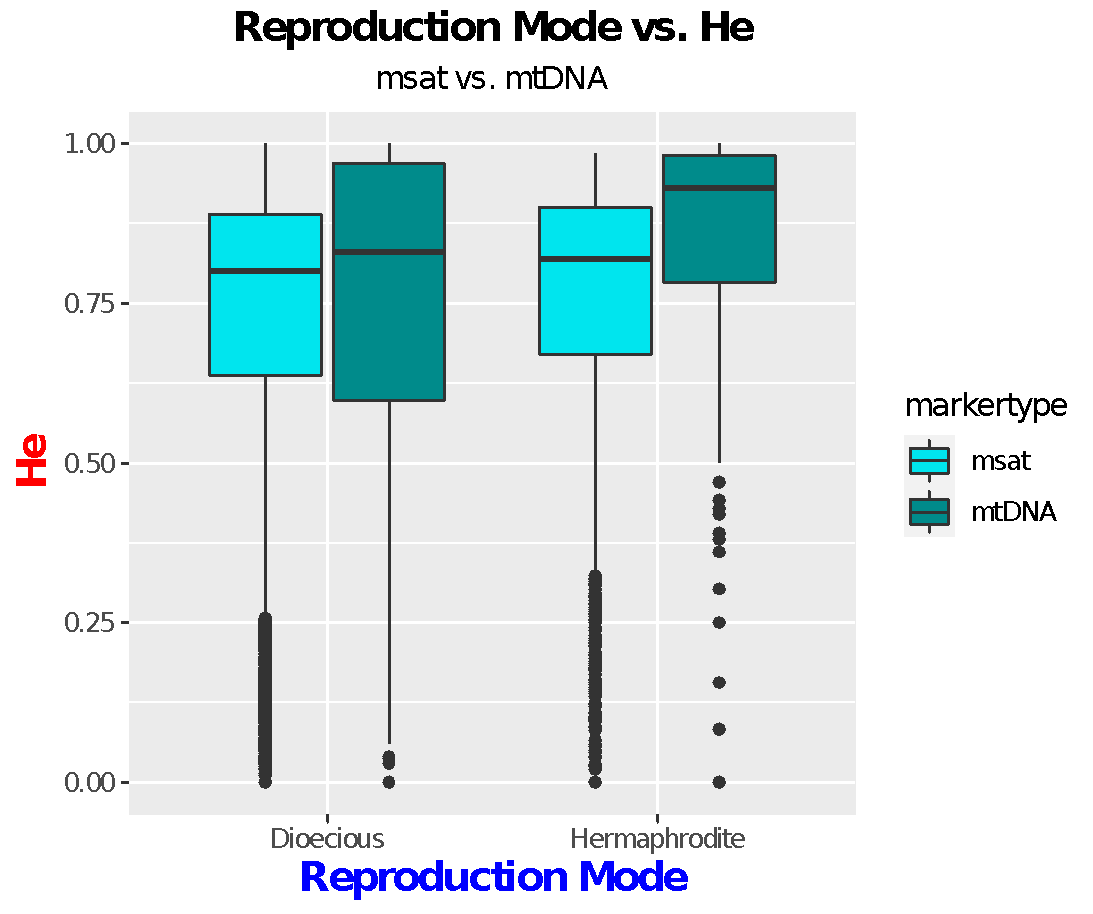 Reproduction Mode vs. He
msat vs. mtDNA
1.00
0.75
0.50
0.25
0.00
He
Dioecious
Hermaphrodite
Reproduction Mode
markertype
msat
mtDNA